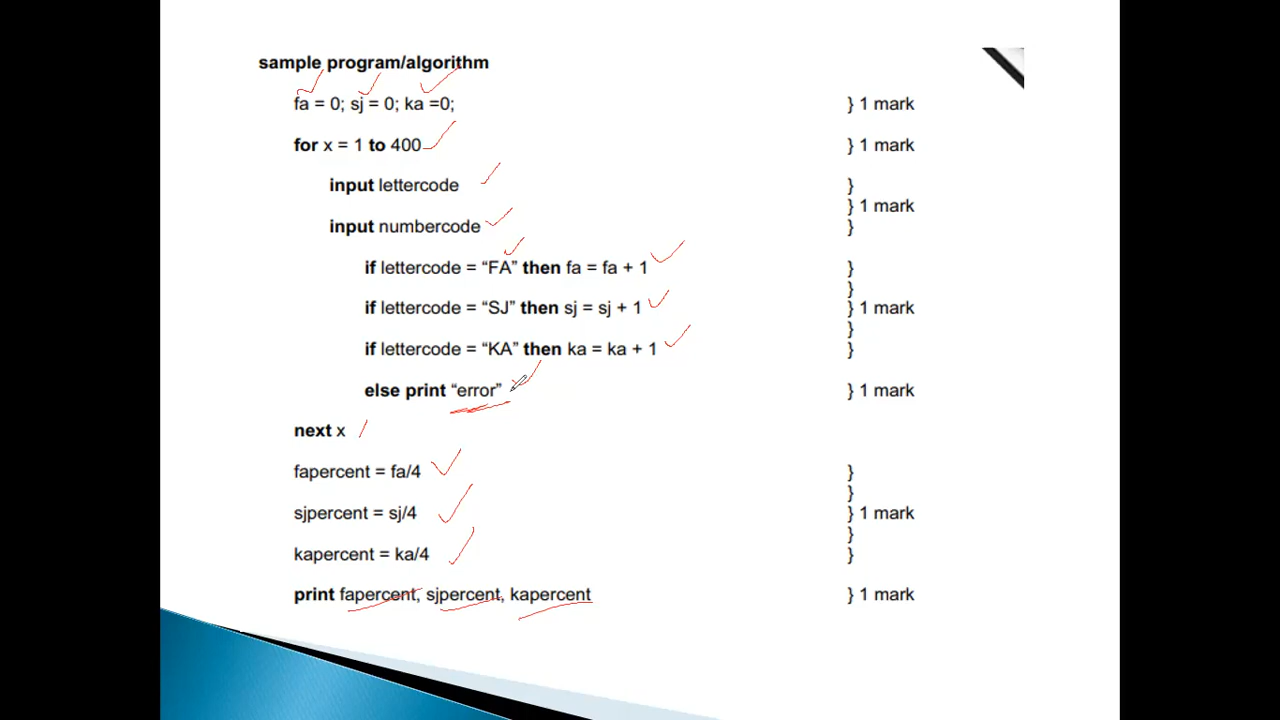 sample program/algorithm
fa = 0; sj = 0; ka =0; } 1 mark
for x = 1 to 400 } 1 mark
input lettercode }
} 1 mark
input numbercode }
if lettercode = “FA” then fa = fa + 1 }
}
if lettercode = “SJ” then sj = sj + 1 } 1 mark
}
if lettercode = “KA” then ka = ka + 1 }
else print “error” } 1 mark
next x
fapercent = fa/4 }
}
sjpercent = sj/4 } 1 mark
}
kapercent = ka/4 }
print fapercent, sjpercent, kapercent } 1 mark